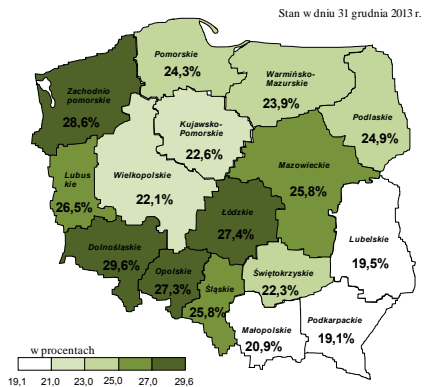 Stan w dniu 31 grudnia 2013 r.
Pomorskie
24,3%
Warmińsko-
Mazurskie
23,9%
Zachodnio
pomorskie
28,6%
Podlaskie
24,9%
Kujawsko-
Pomorskie
22,6%
Lubus
kie
26,5%
Wielkopolskie
22,1%
Mazowieckie
25,8%
Łódzkie
27,4%
Lubelskie
19,5%
Dolnośląskie
29,6%
Opolskie
27,3%
Śląskie
25,8%
Świętokrzyskie
22,3%
Małopolskie
20,9%
Podkarpackie
19,1%
w procentach
19,1 21,0 23,0 25,0 27,0 29,6